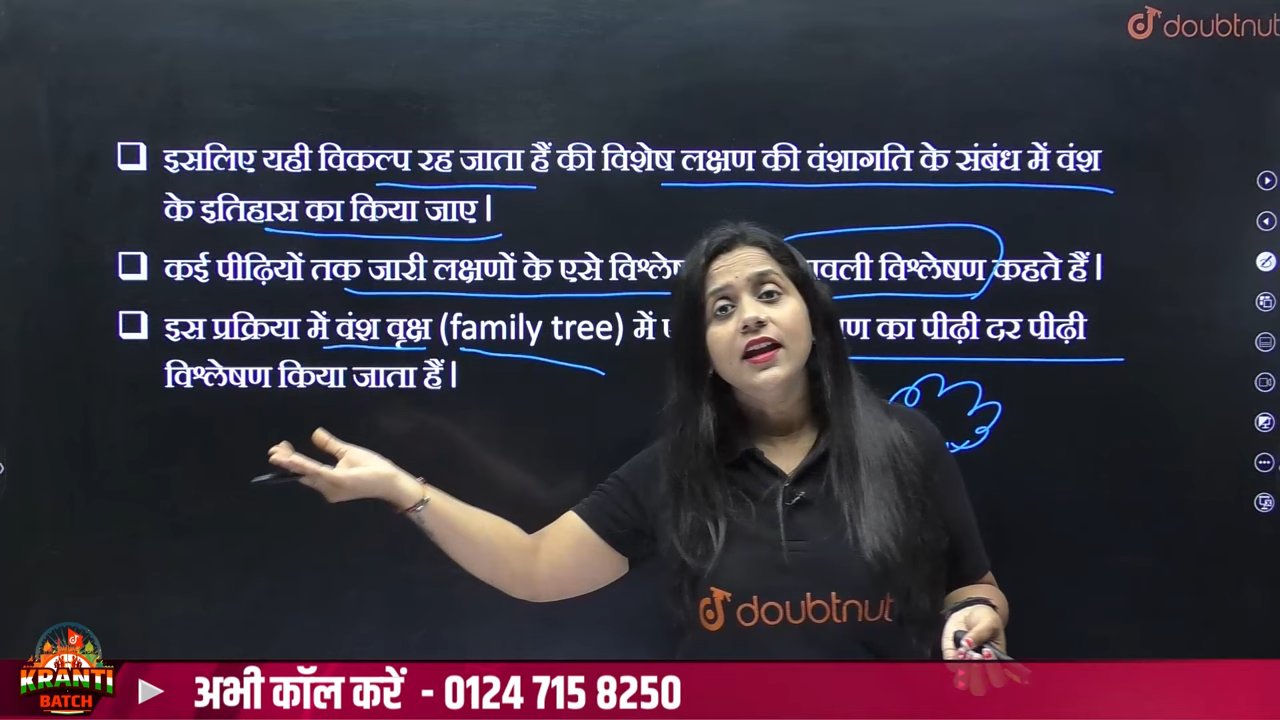 doubtnut
इसलिए यही विकल्प रह जाता हैं की विशेष लक्षण की वंशागति के संबंध में वंश
के इतिहास का किया जाए |
कई पीढ़ियों तक जारी लक्षणों के एसे कहते हैं |
विश्लेषण
इस प्रक्रिया में वंश वृक्ष (family tree) में का पीढ़ी दर पीढ़ी
विश्लेषण किया जाता हैं |
doubtnut
KRANTI
BATCH
अभी कॉल करें - 0124 715 8250